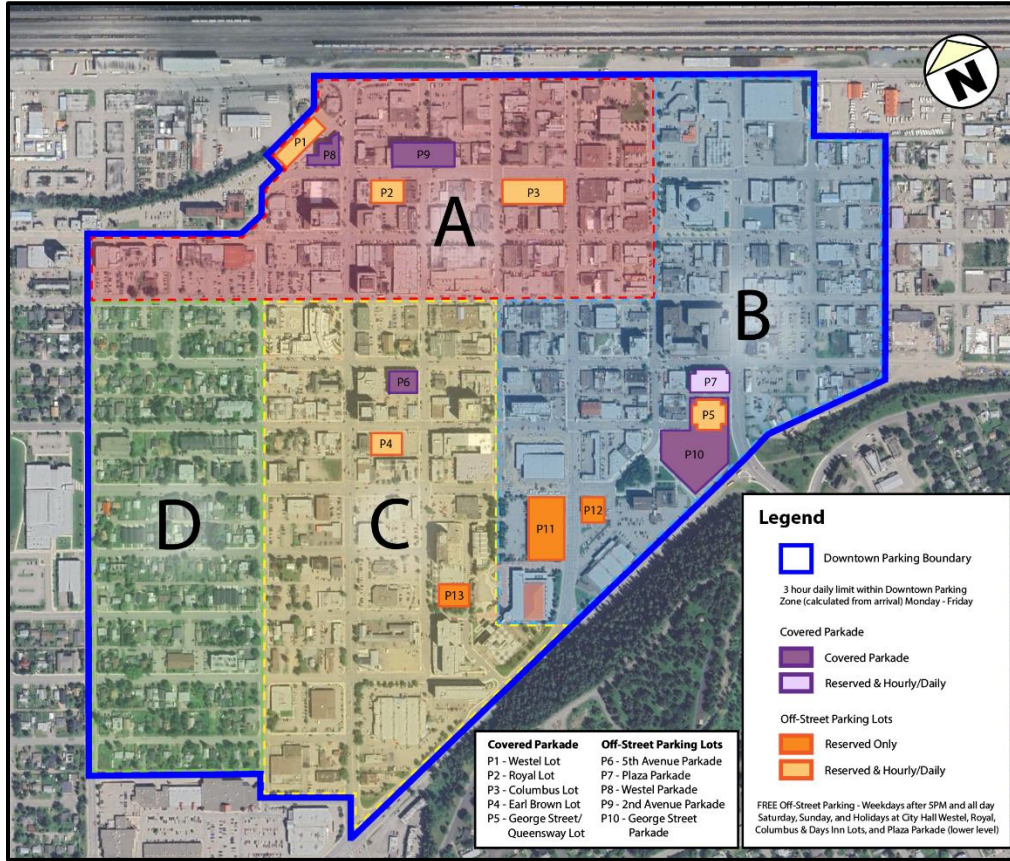 N
P1
P8
P9
P2
P3
A
B
P6
P7
P5
P4
P10
D
C
P11
P12
P13
Legend
Downtown Parking Boundary
3 hour daily limit within Downtown Parking
Zone (calculated from arrival) Monday - Friday
Covered Parkade
Covered Parkade
Reserved & Hourly/Daily
Off-Street Parking Lots
Reserved Only
Reserved & Hourly/Daily
FREE Off-Street Parking - Weekdays after 5PM and all day
Saturday, Sunday, and Holidays at City Hall Westel, Royal,
Columbus & Days Inn Lots, and Plaza Parkade (lower level)
Covered Parkade
P1 - Westel Lot
P2 - Royal Lot
P3 - Columbus Lot
P4 - Earl Brown Lot
P5 - George Street/
Queensway Lot
Off-Street Parking Lots
P6 - 5th Avenue Parkade
P7 - Plaza Parkade
P8 - Westel Parkade
P9 - 2nd Avenue Parkade
P10 - George Street
Parkade